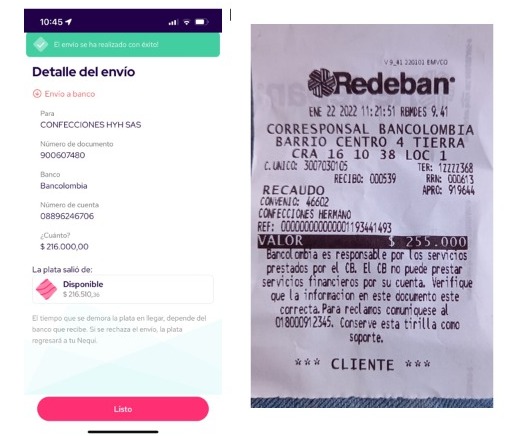 10:45
El envío se ha realizado con éxito!
Detalle del envío
Envío a banco
Para
CONFECCIONES HYH SAS
Número de documento
900607480
Banco
Bancolombia
Número de cuenta
08896246706
¿Cuánto?
$ 216.000,00
La plata salió de:
Disponible
$ 216.510,36
El tiempo que se demora la plata en llegar, depende del
banco que recibe. Si se rechaza el envío, la plata
regresará a tu Nequi.
Listo
V 9_41 220101 EMVCO
Redeban
ENE 22 2022 11:21:51 RBMDES 9.41
CORRESPONSAL BANCOLOMBIA
BARRIO CENTRO 4 TIERRA
CRA 16 10 38 LOC 1
C.UNICO: 3007030105 TER: 12222368
RECIBO: 000539 RRN: 000613
RECAUDO APRO: 919644
CONVENIO: 46602
CONFECCIONES HERMANO
REF: 00000000000001193441493
VALOR $ 255.000
Bancolombia es responsable por los servicios
prestados por el CB. El CB no puede prestar
servicios financieros por su cuenta. Verifique
que la informacion en este documento este
correcta. Para reclamos comuniquese al
018000912345. Conserve esta tirilla como
soporte.
*** CLIENTE ***